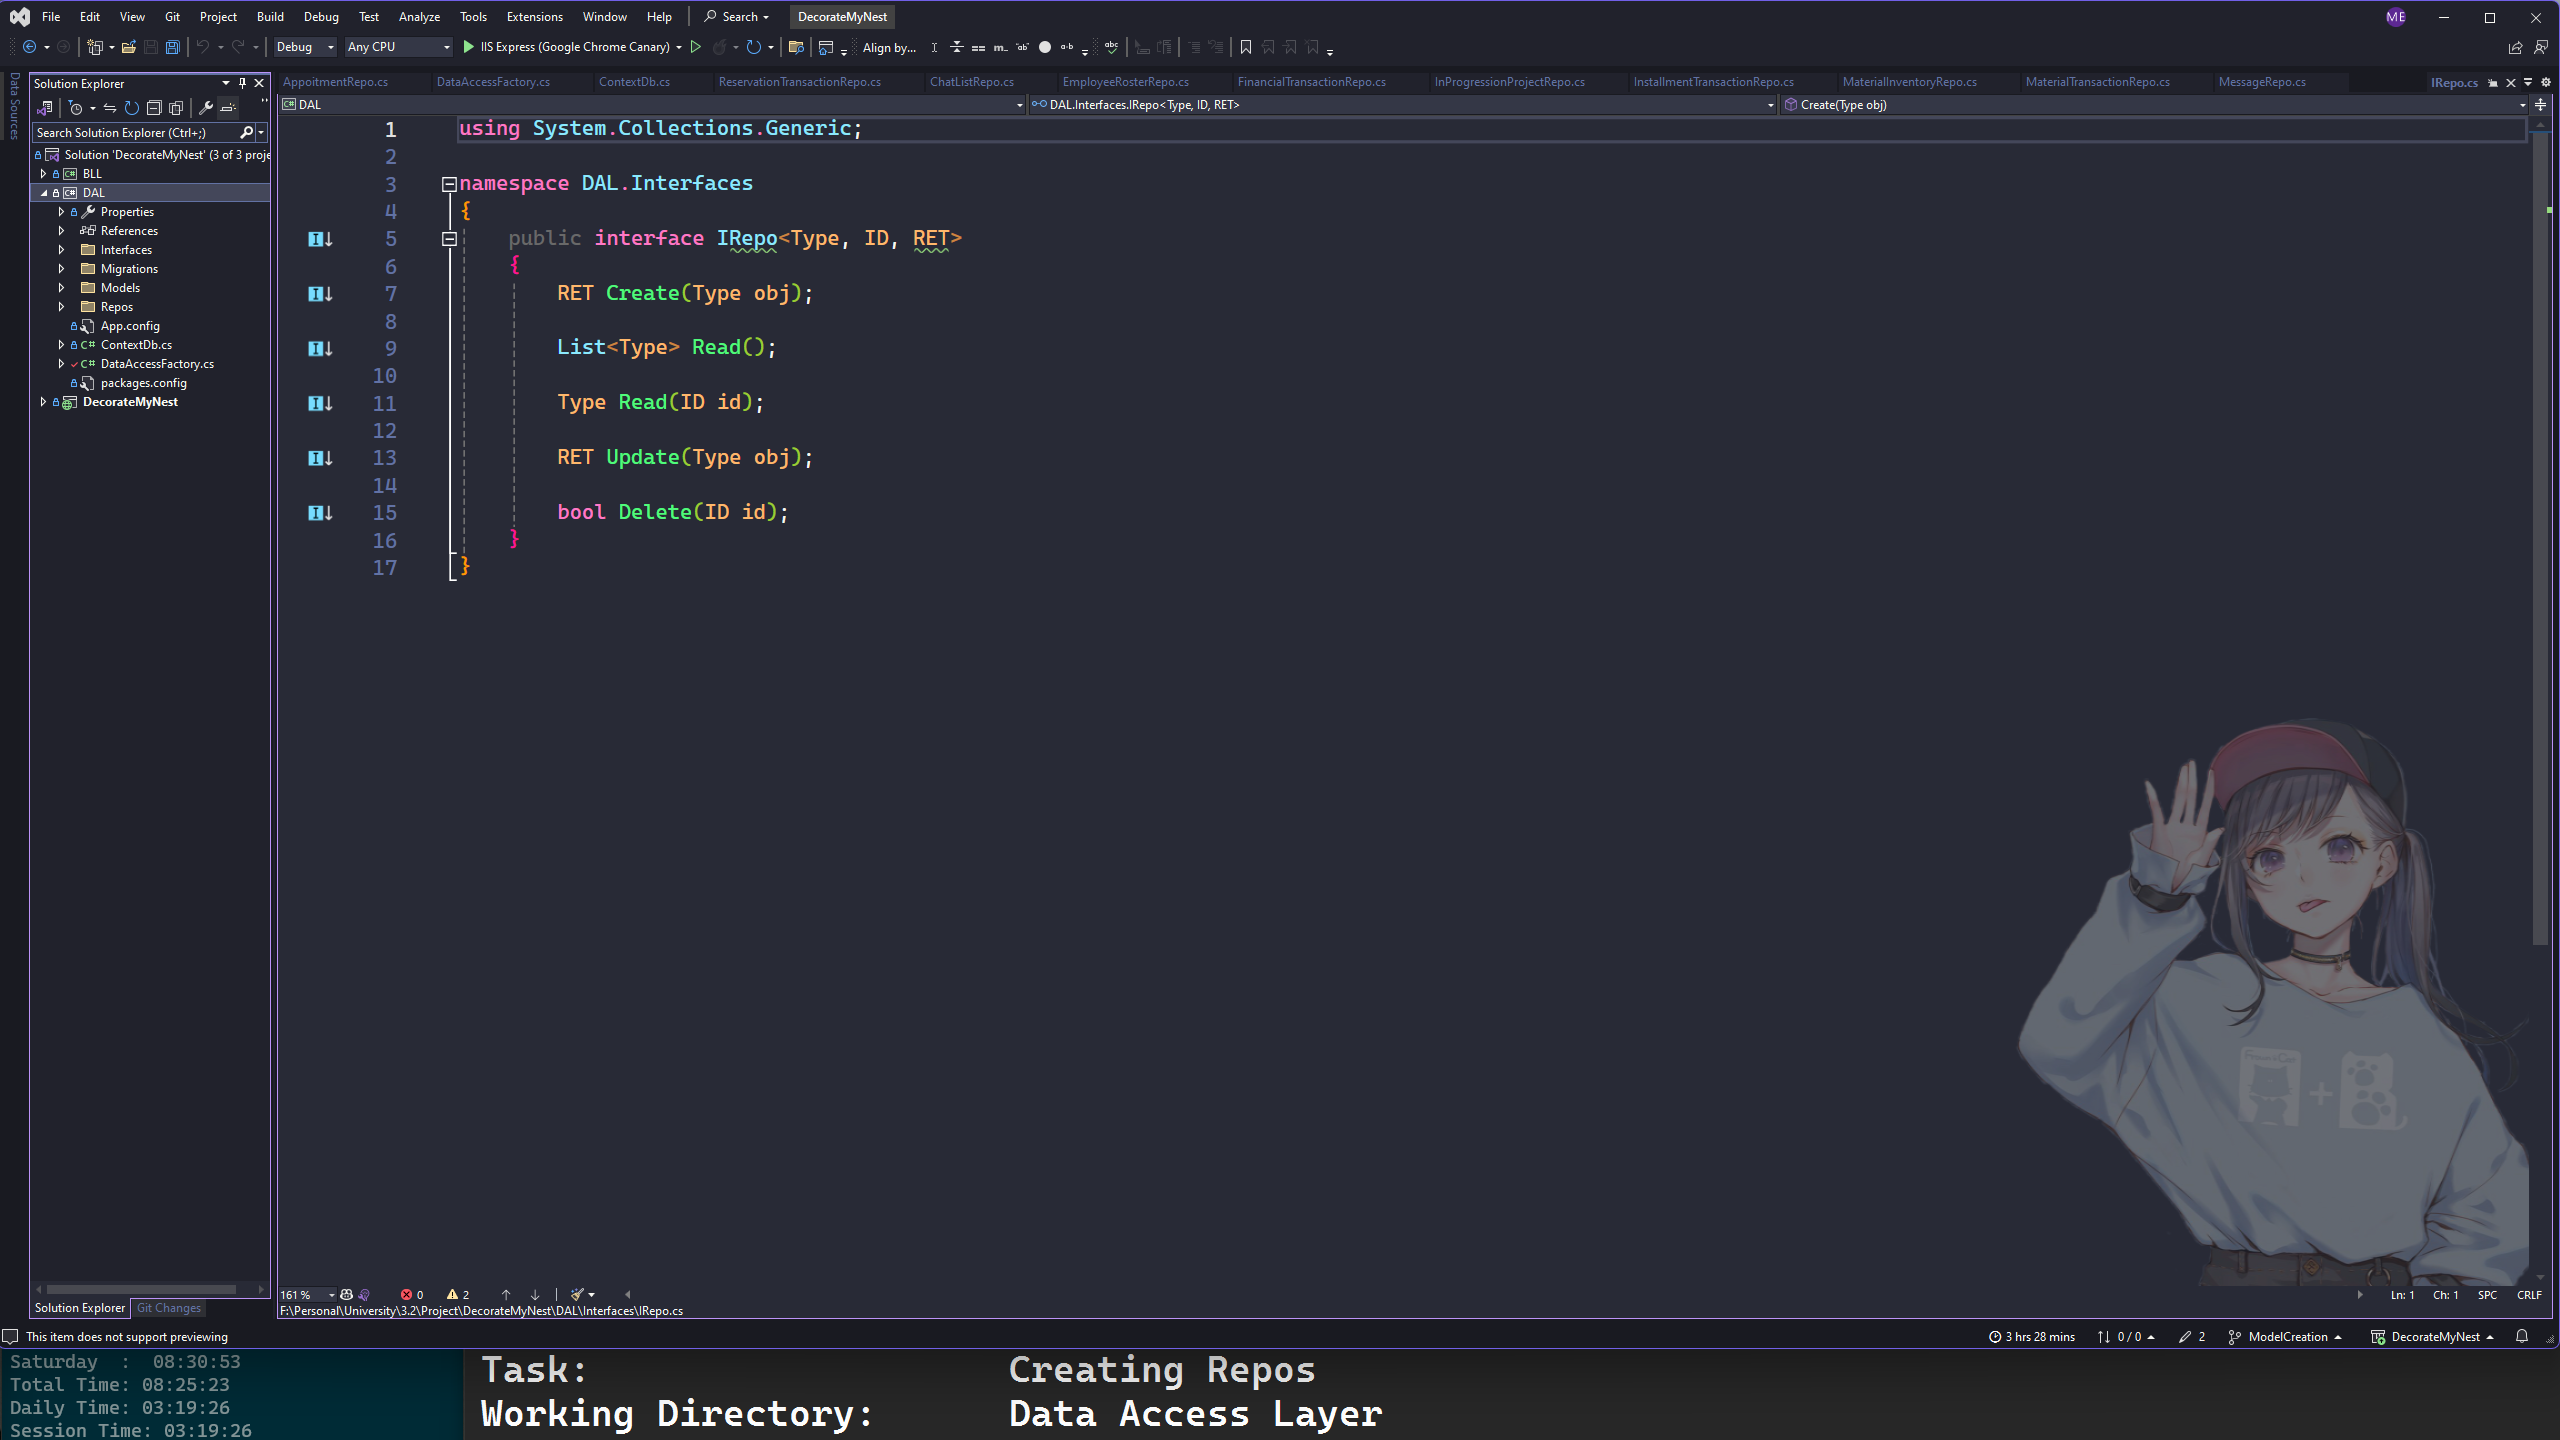 File Edit View Git Project Build Debug Test Analyze Tools Extensions Window Help Search DecorateMyNest ME
Debug Any CPU IIS Express (Google Chrome Canary) Align by...
Data Sources
Solution Explorer
Search Solution Explorer (Ctrl+;)
Solution 'DecorateMyNest' (3 of 3 proje
BLL
DAL
Properties
References
Interfaces
Migrations
Models
Repos
App.config
C# ContextDb.cs
C# DataAccessFactory.cs
packages.config
DecorateMyNest
Solution Explorer Git Changes
AppoitmentRepo.cs DataAccessFactory.cs ContextDb.cs ReservationTransactionRepo.cs ChatListRepo.cs EmployeeRosterRepo.cs FinancialTransactionRepo.cs InProgressionProjectRepo.cs InstallmentTransactionRepo.cs MaterialInventoryRepo.cs MaterialTransactionRepo.cs MessageRepo.cs IRepo.cs
DAL DAL.Interfaces.IRepo<Type, ID, RET> Create(Type obj)
1 using System.Collections.Generic;
2
3 namespace DAL.Interfaces
4 {
5 public interface IRepo<Type, ID, RET>
6 {
7 RET Create(Type obj);
8
9 List<Type> Read();
10
11 Type Read(ID id);
12
13 RET Update(Type obj);
14
15 bool Delete(ID id);
16 }
17 }
161 % 0 2 Ln: 1 Ch: 1 SPC CRLF
F:\Personal\University\3.2\Project\DecorateMyNest\DAL\Interfaces\IRepo.cs
This item does not support previewing 3 hrs 28 mins 0 / 0 2 ModelCreation DecorateMyNest
Saturday : 08:30:53
Total Time: 08:25:23
Daily Time: 03:19:26
Session Time: 03:19:26
Task: Creating Repos
Working Directory: Data Access Layer